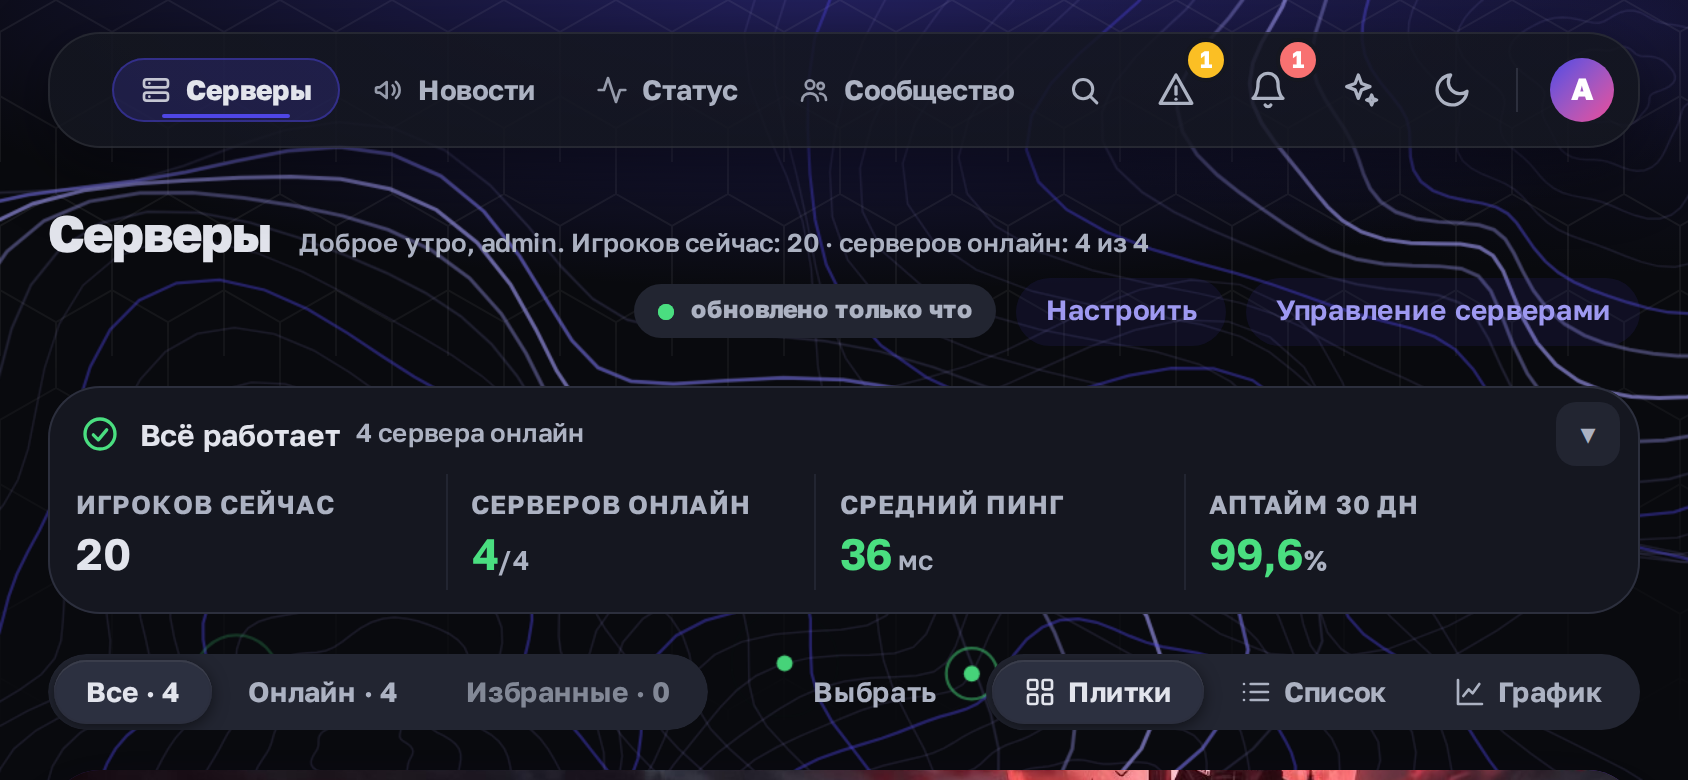 Серверы Новости Статус Сообщество 1 1 A
Серверы Доброе утро, admin. Игроков сейчас: 20 · серверов онлайн: 4 из 4
обновлено только что Настроить Управление серверами
Всё работает 4 сервера онлайн ▼
ИГРОКОВ СЕЙЧАС СЕРВЕРОВ ОНЛАЙН СРЕДНИЙ ПИНГ АПТАЙМ 30 ДН
20 4/4 36 мс 99,6%
Все · 4 Онлайн · 4 Избранные · 0 Выбрать Плитки Список График